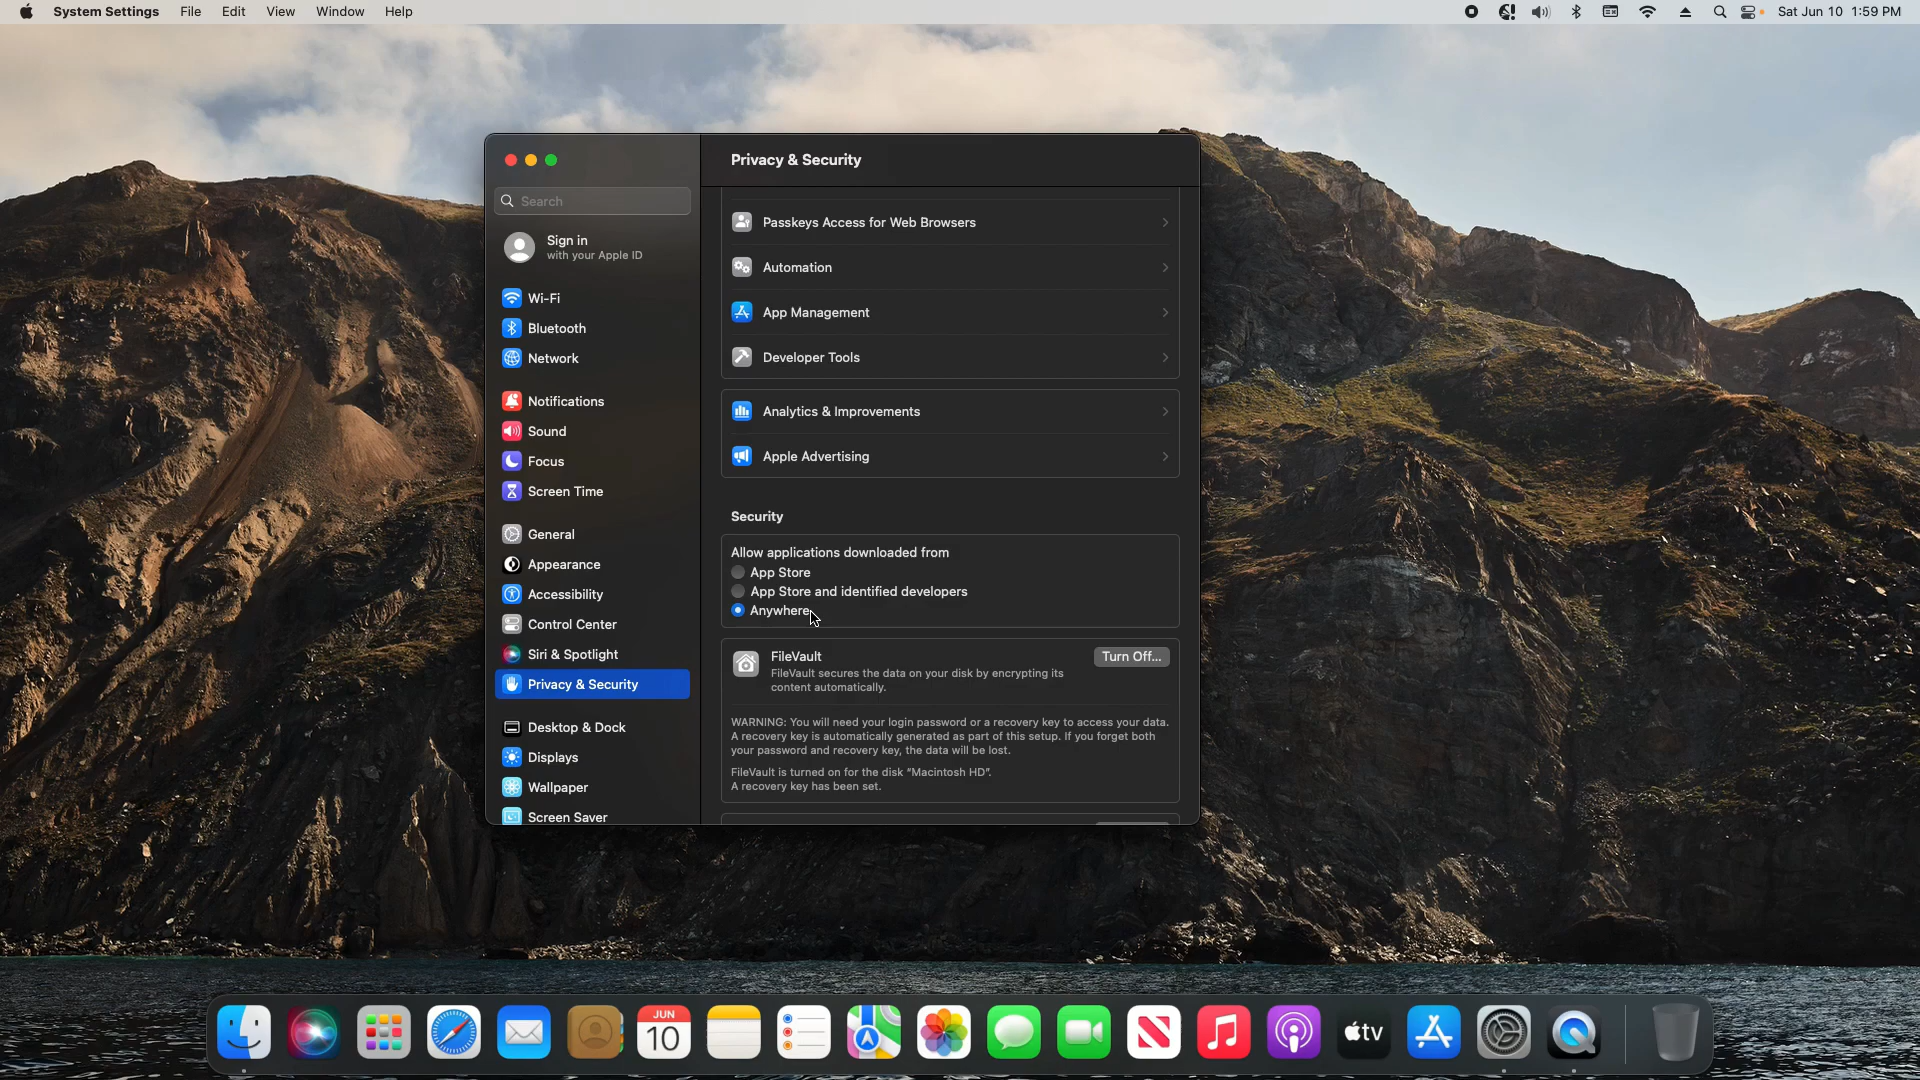 System Settings File Edit View Window Help
Sat Jun 10 1:59 PM
Search
Sign in
with your Apple ID
Wi-Fi
Bluetooth
Network
Notifications
Sound
Focus
Screen Time
General
Appearance
Accessibility
Control Center
Siri & Spotlight
Privacy & Security
Desktop & Dock
Displays
Wallpaper
Screen Saver
Privacy & Security
Passkeys Access for Web Browsers
Automation
App Management
Developer Tools
Analytics & Improvements
Apple Advertising
Security
Allow applications downloaded from
App Store
App Store and identified developers
Anywhere
FileVault
Turn Off...
FileVault secures the data on your disk by encrypting its
content automatically.
WARNING: You will need your login password or a recovery key to access your data.
A recovery key is automatically generated as part of this setup. If you forget both
your password and recovery key, the data will be lost.
FileVault is turned on for the disk "Macintosh HD".
A recovery key has been set.
JUN
10
tv